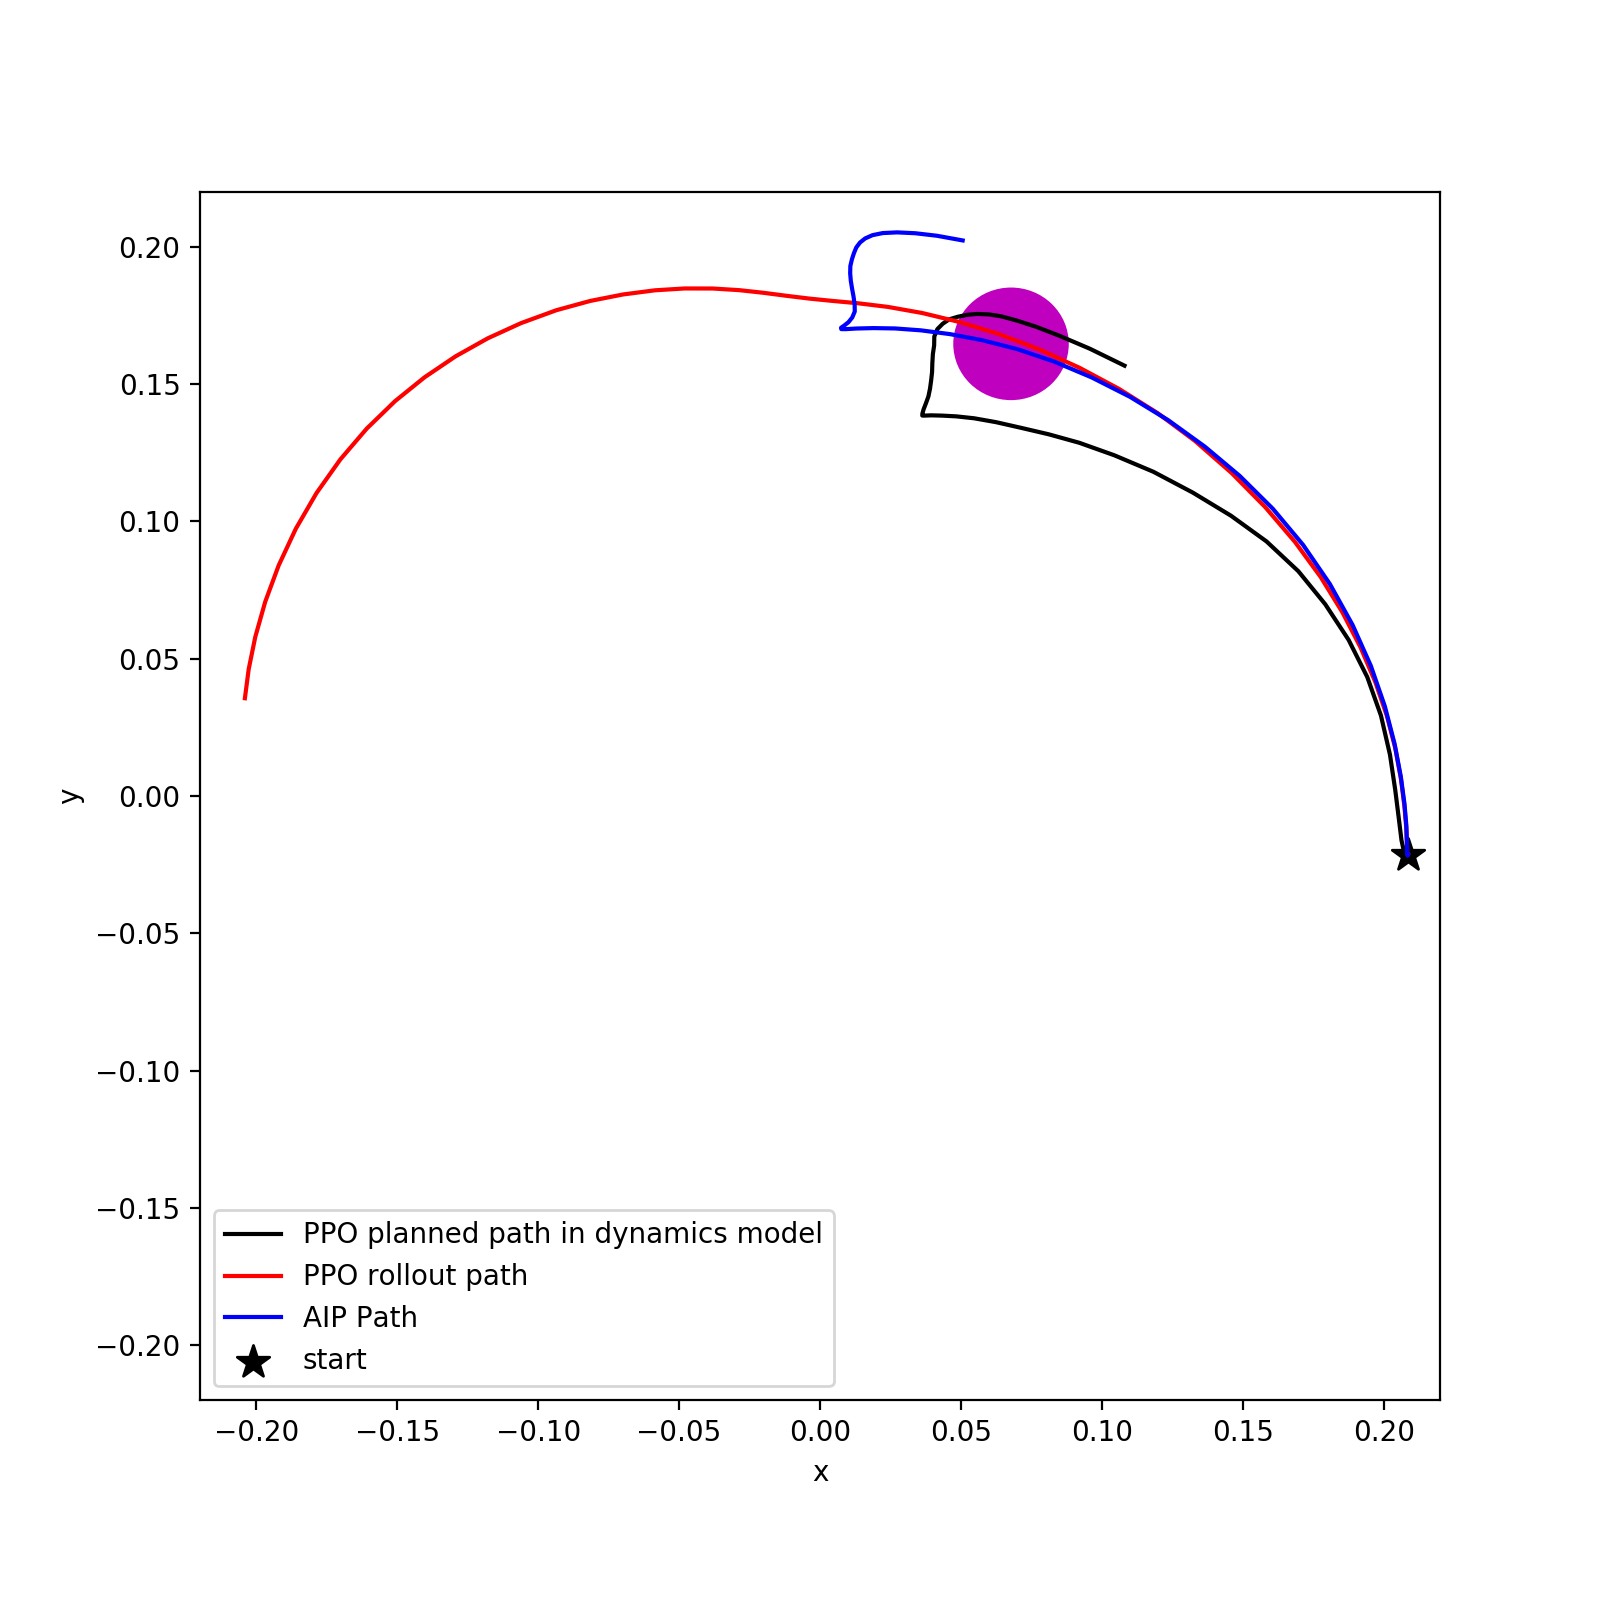 0.20
0.15
0.10
0.05
0.00
−0.05
−0.10
−0.15
−0.20
y
PPO planned path in dynamics model
PPO rollout path
AIP Path
start
−0.20 −0.15 −0.10 −0.05 0.00 0.05 0.10 0.15 0.20
x